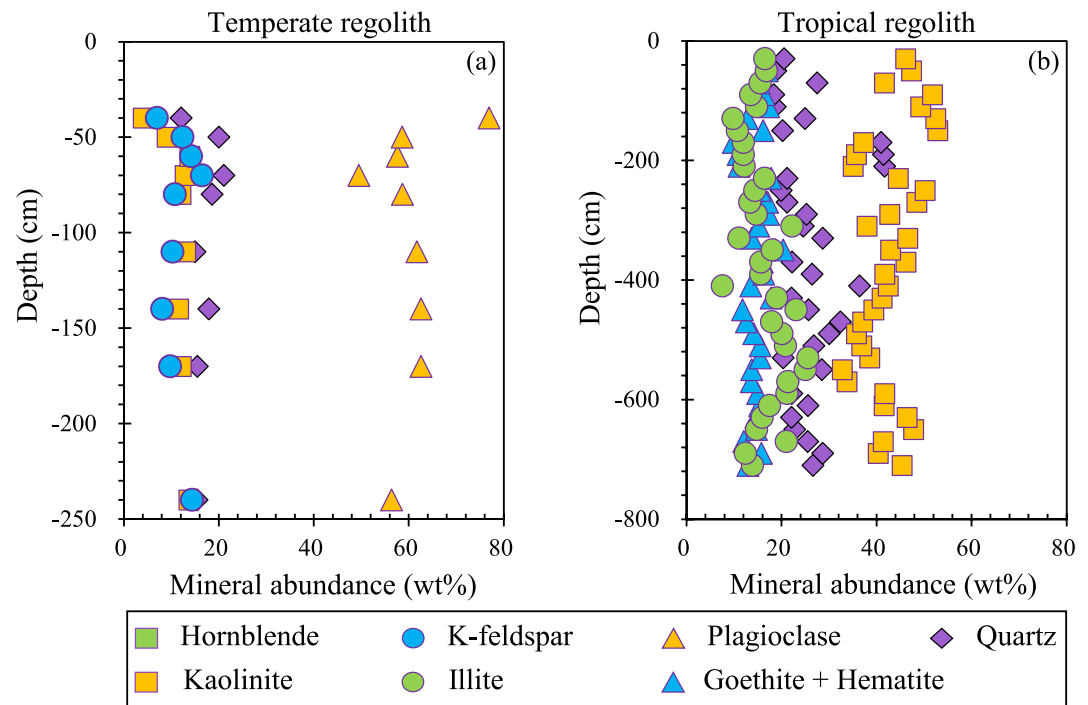 Temperate regolith
Tropical regolith
0
-50
-100
-150
-200
-250
Depth (cm)
(a)
0 20 40 60 80
Mineral abundance (wt%)
0
-200
-400
-600
-800
Depth (cm)
(b)
0 20 40 60 80
Mineral abundance (wt%)
Hornblende K-feldspar Plagioclase Quartz
Kaolinite Illite Goethite + Hematite